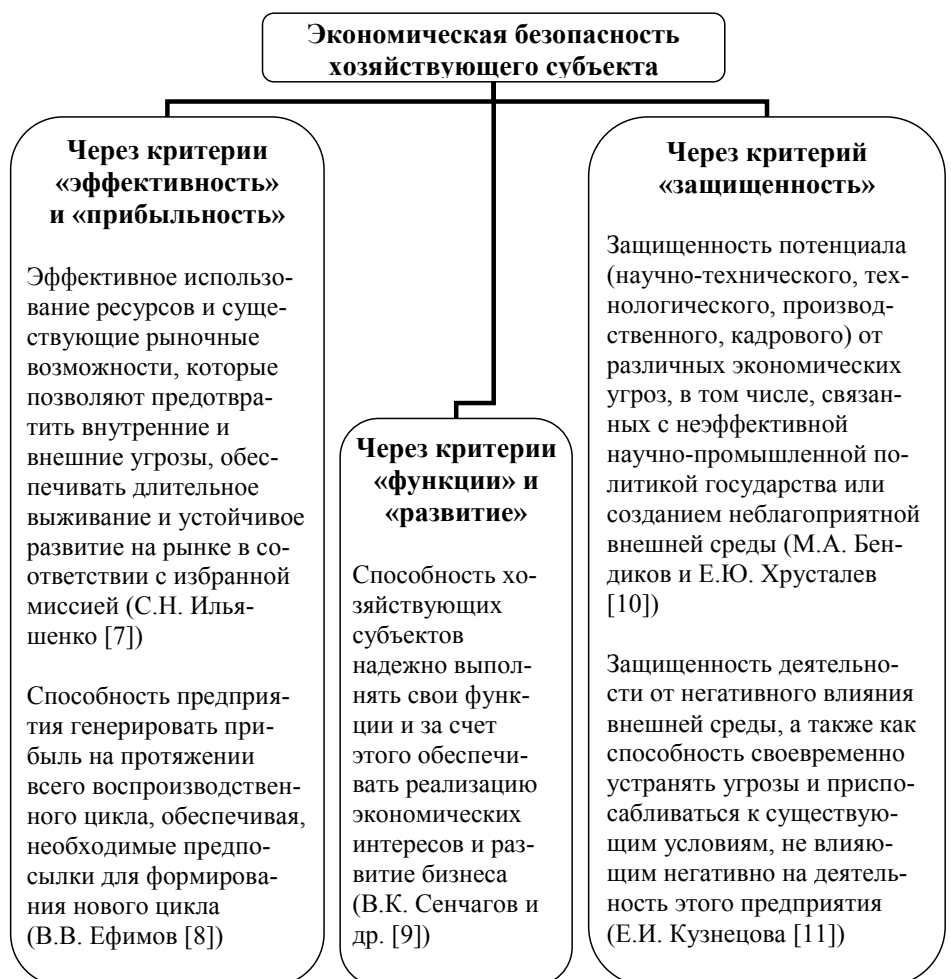 Экономическая безопасность
хозяйствующего субъекта
Через критерии
«эффективность»
и «прибыльность»
Эффективное использо-
вание ресурсов и суще-
ствующие рыночные
возможности, которые
позволяют предотвра-
тить внутренние и
внешние угрозы, обес-
печивать длительное
выживание и устойчивое
развитие на рынке в со-
ответствии с избранной
миссией (С.Н. Илья-
шенко [7])
Способность предприя-
тия генерировать при-
быль на протяжении
всего воспроизводствен-
ного цикла, обеспечивая,
необходимые предпо-
сылки для формирова-
ния нового цикла
(В.В. Ефимов [8])
Через критерии
«функции» и
«развитие»
Способность хо-
зяйствующих
субъектов
надежно выпол-
нять свои функ-
ции и за счет
этого обеспечи-
вать реализацию
экономических
интересов и раз-
витие бизнеса
(В.К. Сенчагов и
др. [9])
Через критерий
«защищенность»
Защищенность потенциала
(научно-технического, тех-
нологического, производ-
ственного, кадрового) от
различных экономических
угроз, в том числе, связан-
ных с неэффективной
научно-промышленной по-
литикой государства или
созданием неблагоприятной
внешней среды (М.А. Бен-
диков и Е.Ю. Хрусталев
[10])
Защищенность деятельно-
сти от негативного влияния
внешней среды, а также как
способность своевременно
устранять угрозы и приспо-
сабливаться к существую-
щим условиям, не влияю-
щим негативно на деятель-
ность этого предприятия
(Е.И. Кузнецова [11])